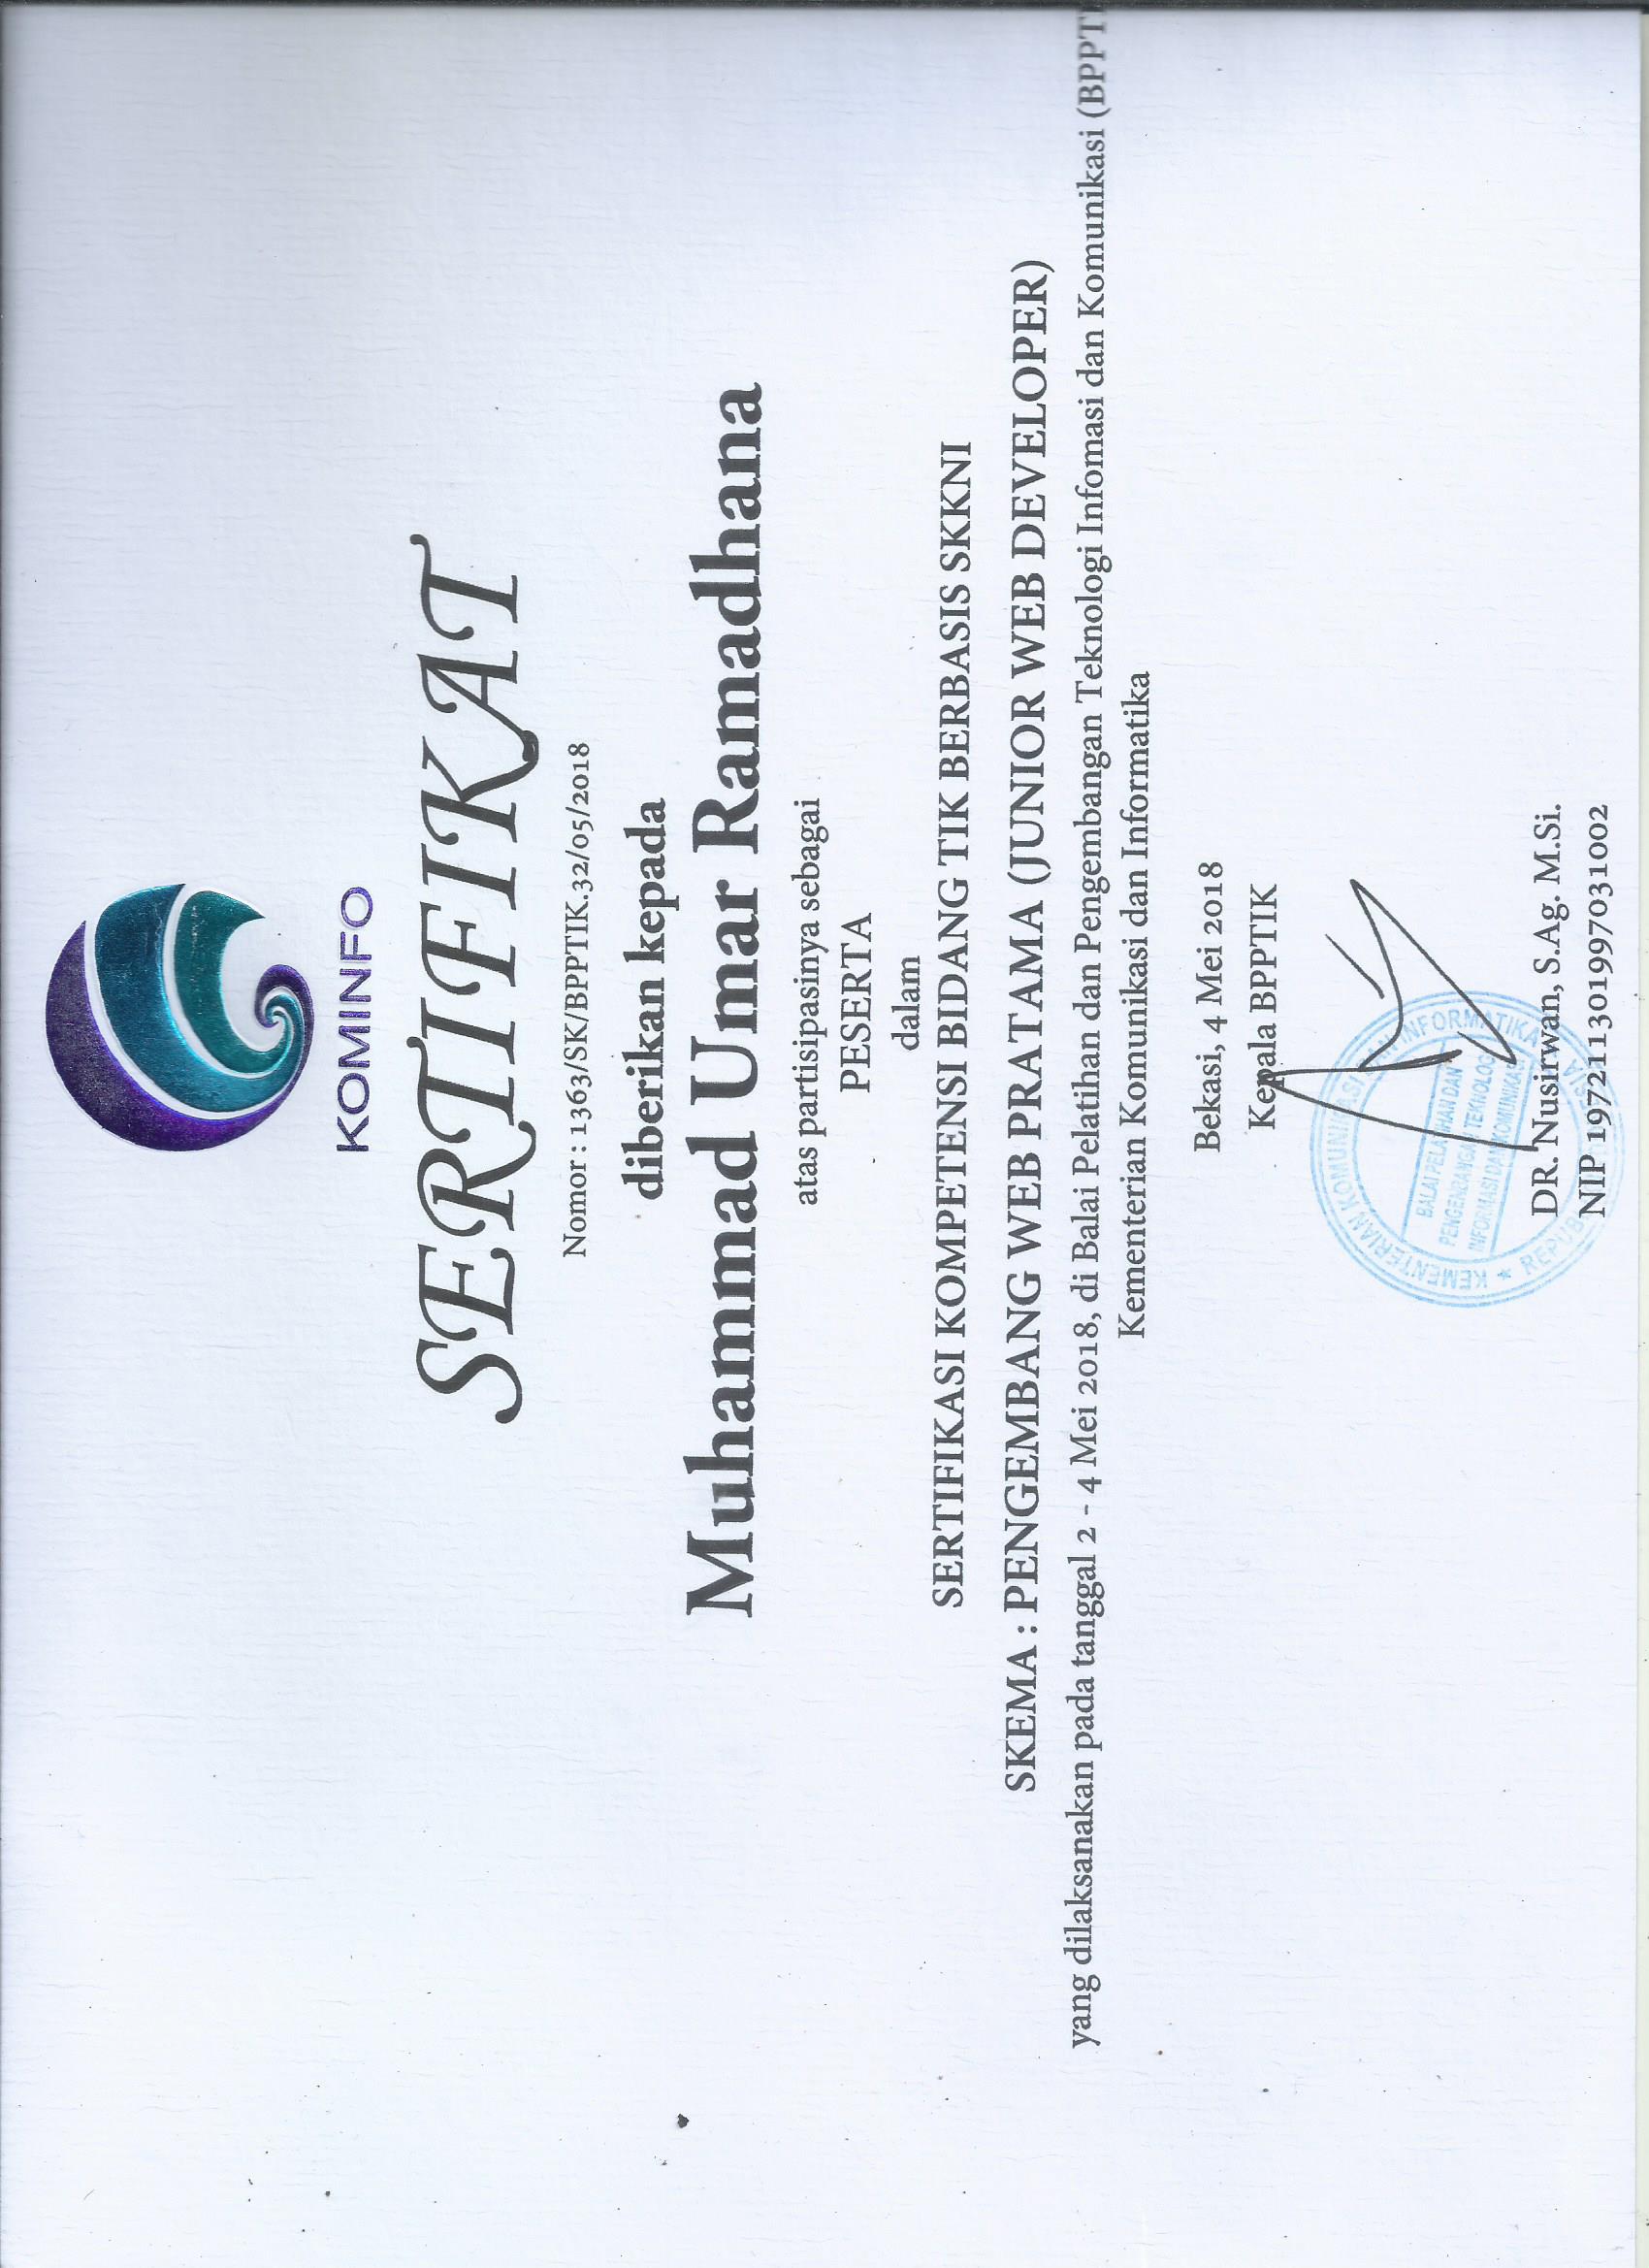 KOMINFO
SERTIFIKAT
Nomor : 1363/SK/BPPTIK.32/05/2018
diberikan kepada
Muhammad Umar Ramadhana
atas partisipasinya sebagai
PESERTA
dalam
SERTIFIKASI KOMPETENSI BIDANG TIK BERBASIS SKKNI
SKEMA : PENGEMBANG WEB PRATAMA (JUNIOR WEB DEVELOPER)
yang dilaksanakan pada tanggal 2 - 4 Mei 2018, di Balai Pelatihan dan Pengembangan Teknologi Infomasi dan Komunikasi (BPPT
Kementerian Komunikasi dan Informatika
Bekasi, 4 Mei 2018
Kepala BPPTIK
KEMENTERIAN KOMUNIKASI DAN INFORMATIKA
BALAI PELATIHAN DAN
PENGEMBANGAN TEKNOLOGI
INFORMASI DAN KOMUNIKASI
REPUBLIK INDONESIA
DR. Nusirwan, S.Ag. M.Si.
NIP 197211301997031002